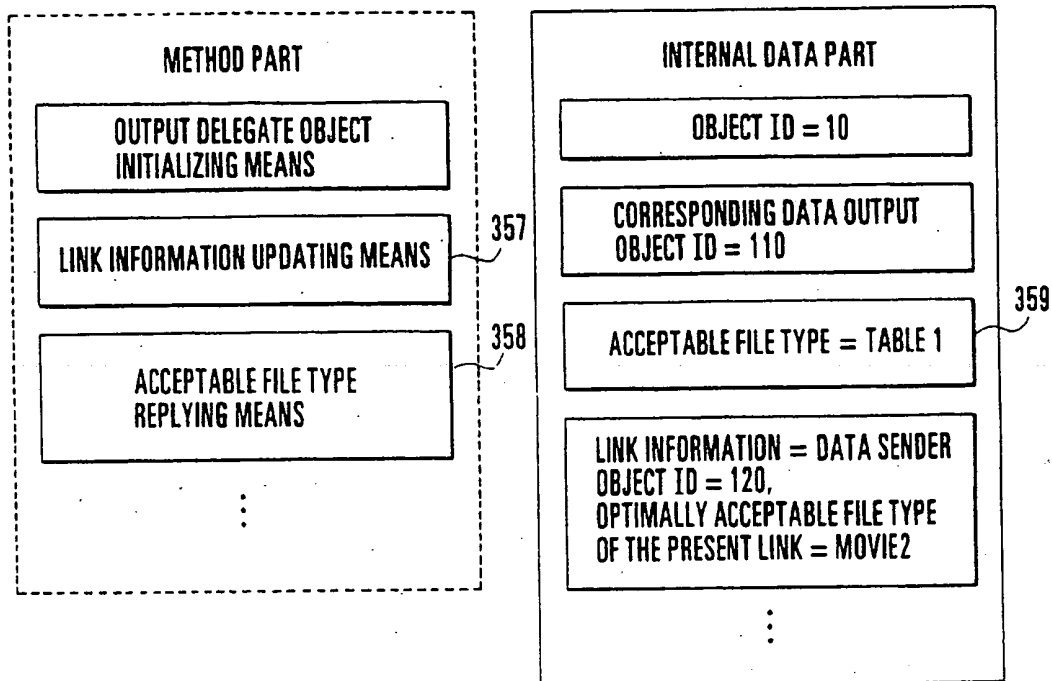 METHOD PART
OUTPUT DELEGATE OBJECT
INITIALIZING MEANS
LINK INFORMATION UPDATING MEANS
357
358
ACCEPTABLE FILE TYPE
REPLYING MEANS
INTERNAL DATA PART
OBJECT ID = 10
CORRESPONDING DATA OUTPUT
OBJECT ID = 110
359
ACCEPTABLE FILE TYPE = TABLE 1
LINK INFORMATION = DATA SENDER
OBJECT ID = 120,
OPTIMALLY ACCEPTABLE FILE TYPE
OF THE PRESENT LINK = MOVIE2